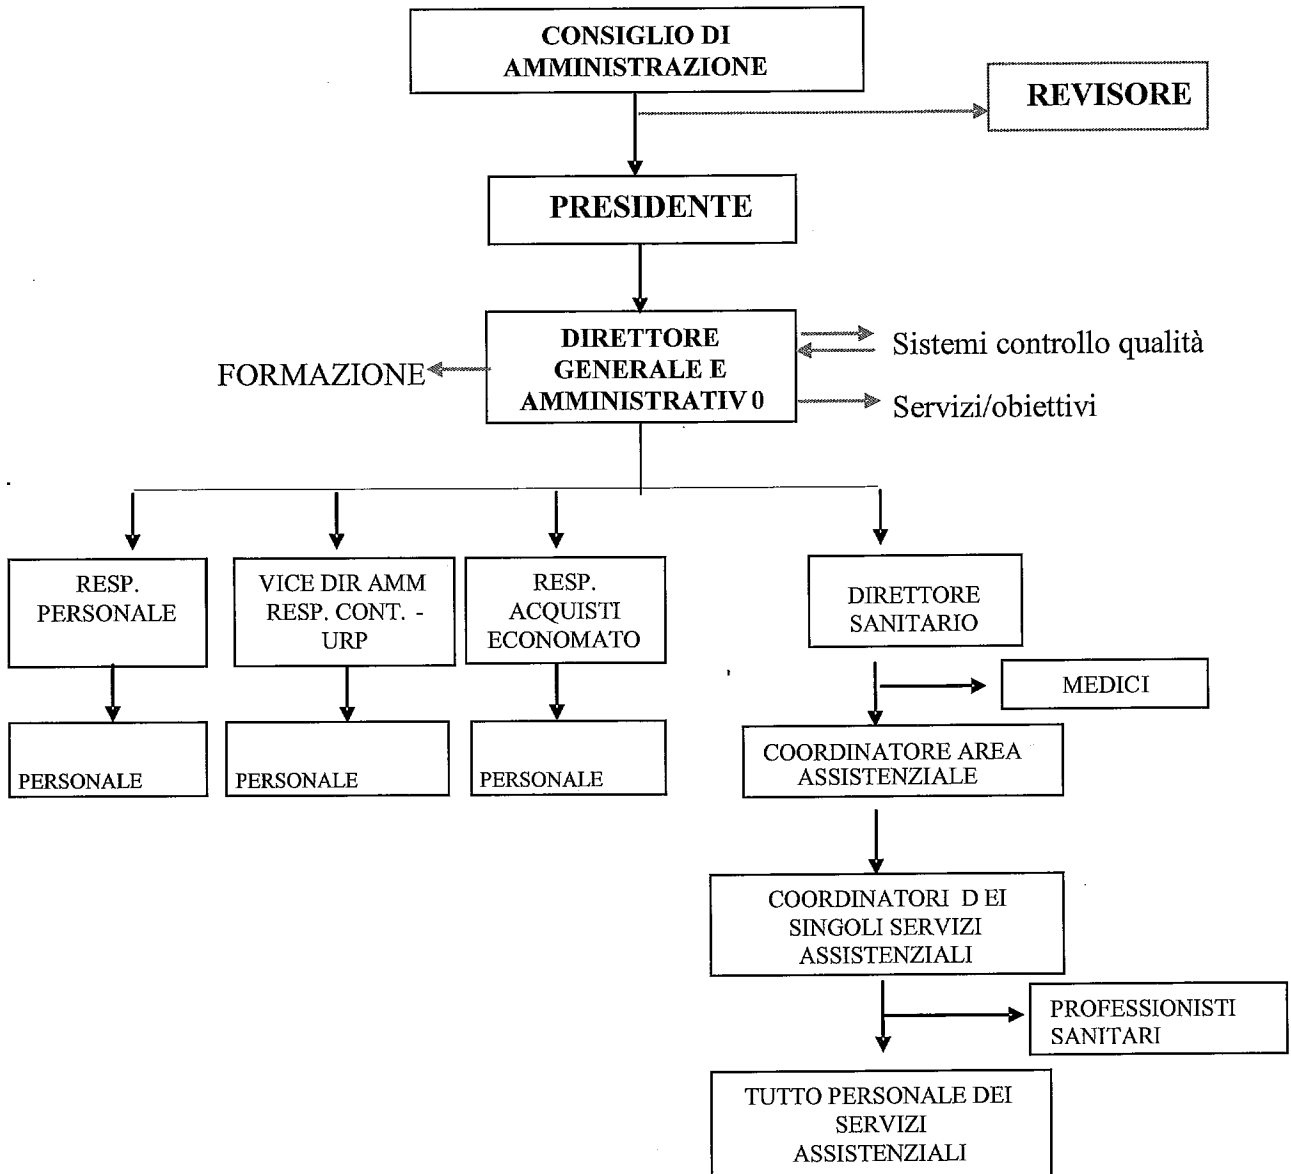 CONSIGLIO DI
AMMINISTRAZIONE
REVISORE
PRESIDENTE
DIRETTORE
GENERALE E
AMMINISTRATIV 0
FORMAZIONE
Sistemi controllo qualità
Servizi/obiettivi
RESP.
PERSONALE
VICE DIR AMM
RESP. CONT. -
URP
RESP.
ACQUISTI
ECONOMATO
DIRETTORE
SANITARIO
MEDICI
PERSONALE
PERSONALE
PERSONALE
COORDINATORE AREA
ASSISTENZIALE
COORDINATORI D EI
SINGOLI SERVIZI
ASSISTENZIALI
PROFESSIONISTI
SANITARI
TUTTO PERSONALE DEI
SERVIZI
ASSISTENZIALI